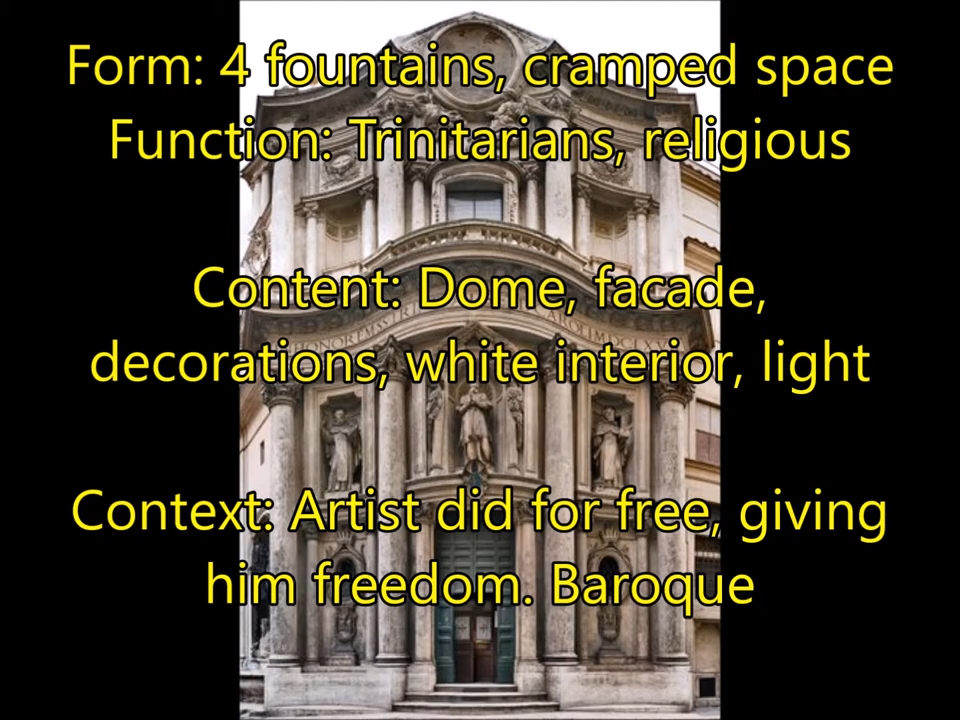 Form: 4 fountains, cramped space
Function: Trinitarians, religious
Content: Dome, facade,
decorations, white interior, light
Context: Artist did for free, giving
him freedom. Baroque